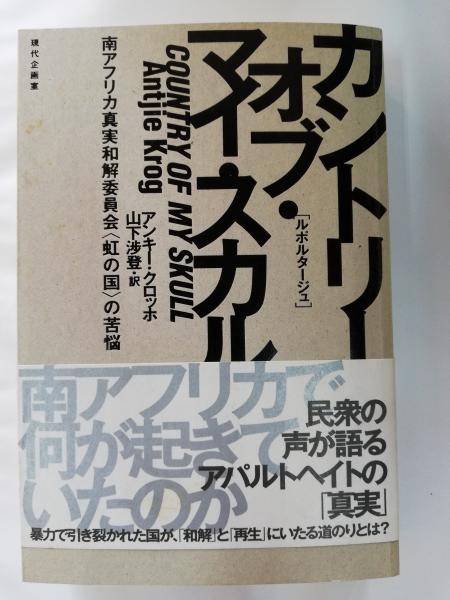 カントリー・
オブ・
マイ・スカル
［ルポルタージュ］
COUNTRY OF MY SKULL
Antjie Krog
アンキー・クロッホ
山下渉登・訳
南アフリカ真実和解委員会〈虹の国〉の苦悩
現代企画室
南アフリカで
何が起きて
いたのか
民衆の
声が語る
アパルトヘイトの
「真実」
暴力で引き裂かれた国が、「和解」と「再生」にいたる道のりとは?